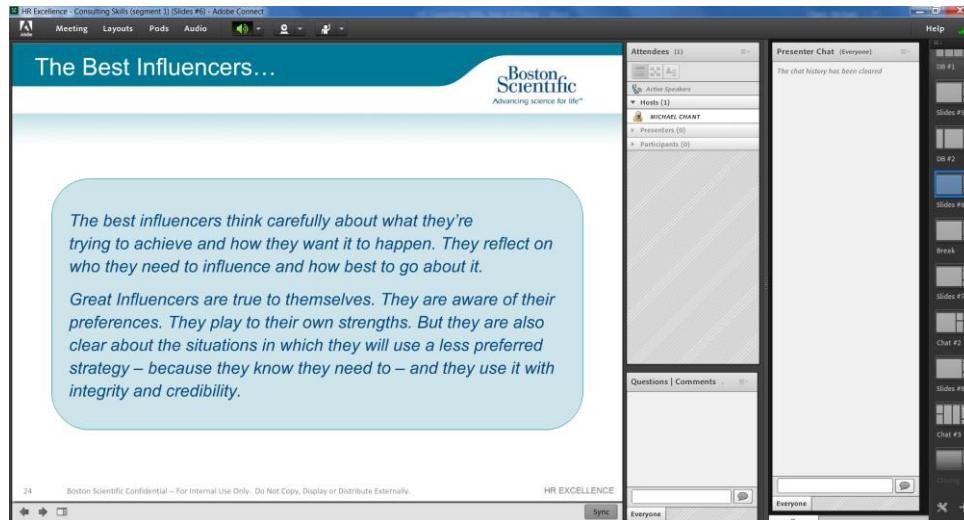 HR Excellence - Consulting Skills (segment 1) (Slides #6) - Adobe Connect
Adobe
Meeting Layouts Pods Audio
Help
The Best Influencers…
Boston
Scientific
Advancing science for life™
The best influencers think carefully about what they're
trying to achieve and how they want it to happen. They reflect on
who they need to influence and how best to go about it.
Great Influencers are true to themselves. They are aware of their
preferences. They play to their own strengths. But they are also
clear about the situations in which they will use a less preferred
strategy – because they know they need to – and they use it with
integrity and credibility.
24
Boston Scientific Confidential – For Internal Use Only. Do Not Copy, Display or Distribute Externally.
HR EXCELLENCE
Sync
Attendees (1)
Active Speakers
Hosts (1)
MICHAEL CHANT
Presenters (0)
Participants (0)
Questions | Comments
Everyone
Presenter Chat (Everyone)
The chat history has been cleared
Everyone
DB #1
Slides #5
DB #2
Slides #6
Break
Slides #7
Chat #2
Slides #8
Chat #3
Closing